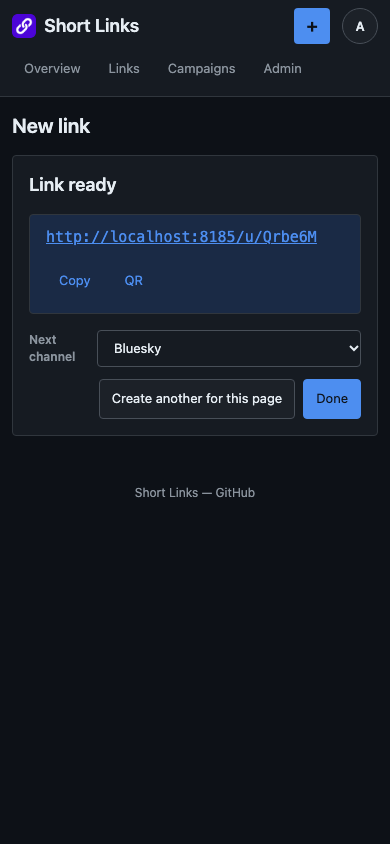 Short Links
+
A
Overview Links Campaigns Admin
New link
Link ready
http://localhost:8185/u/Qrbe6M
Copy QR
Next
channel
Bluesky
Create another for this page Done
Short Links — GitHub